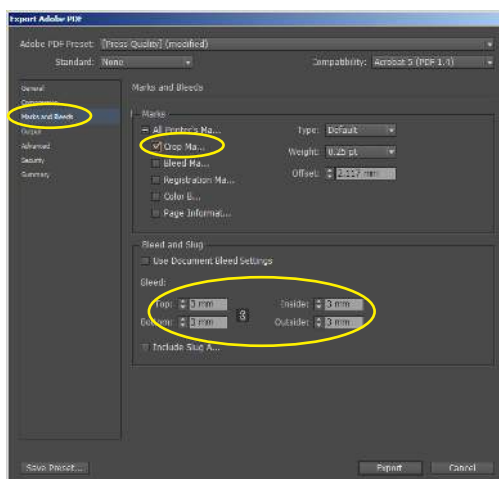 Export Adobe PDF
Adobe PDF Preset: [Press Quality] (modified)
Standard: None Compatibility: Acrobat 5 (PDF 1.4)
General
Compression
Marks and Bleeds
Output
Advanced
Security
Summary
Marks and Bleeds
Marks
All Printer's Ma...
Crop Ma...
Bleed Ma...
Registration Ma...
Color B...
Page Informat...
Type: Default
Weight: 0.25 pt
Offset: 2.117 mm
Bleed and Slug
Use Document Bleed Settings
Bleed:
Top: 3 mm Inside: 3 mm
Bottom: 3 mm Outside: 3 mm
Include Slug A...
Save Preset... Export Cancel